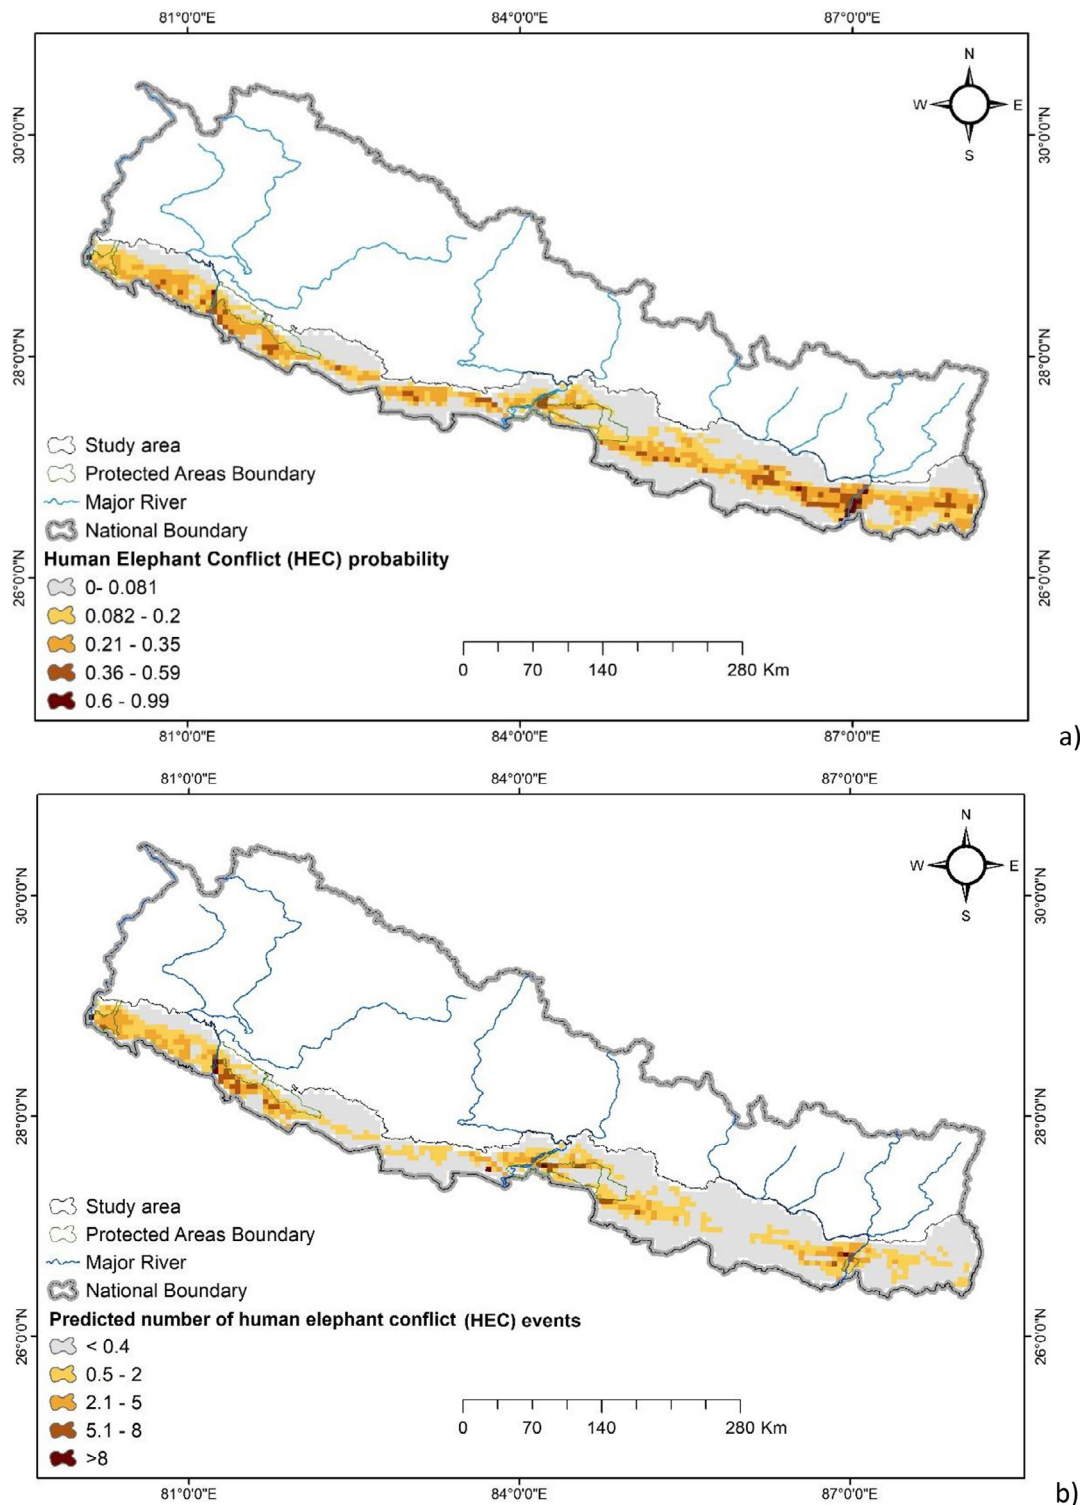 81°0'0"E 84°0'0"E 87°0'0"E
N
W E
S
30°0'0"N 30°0'0"N
28°0'0"N 28°0'0"N
26°0'0"N 26°0'0"N
Study area
Protected Areas Boundary
Major River
National Boundary
Human Elephant Conflict (HEC) probability
0- 0.081
0.082 - 0.2
0.21 - 0.35
0.36 - 0.59
0.6 - 0.99
0 70 140 280 Km
81°0'0"E 84°0'0"E 87°0'0"E
a)
81°0'0"E 84°0'0"E 87°0'0"E
N
W E
S
30°0'0"N 30°0'0"N
28°0'0"N 28°0'0"N
26°0'0"N 26°0'0"N
Study area
Protected Areas Boundary
Major River
National Boundary
Predicted number of human elephant conflict (HEC) events
< 0.4
0.5 - 2
2.1 - 5
5.1 - 8
>8
0 70 140 280 Km
81°0'0"E 84°0'0"E 87°0'0"E
b)